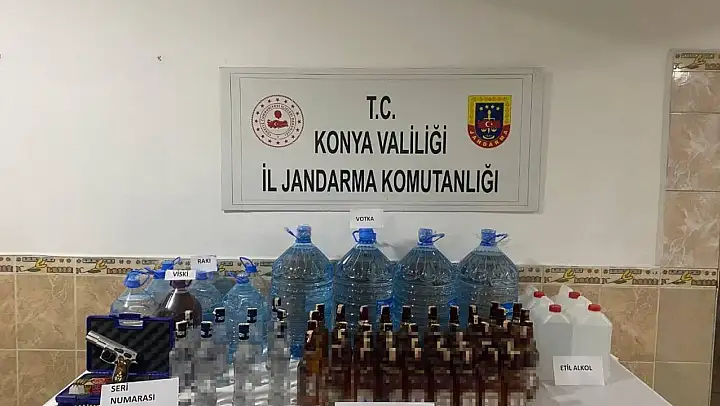 T.C.
KONYA VALİLİĞİ
İL JANDARMA KOMUTANLIĞI
JANDARMA
VOTKA
RAKI
VİSKİ
ETİL ALKOL
SERİ
NUMARASI